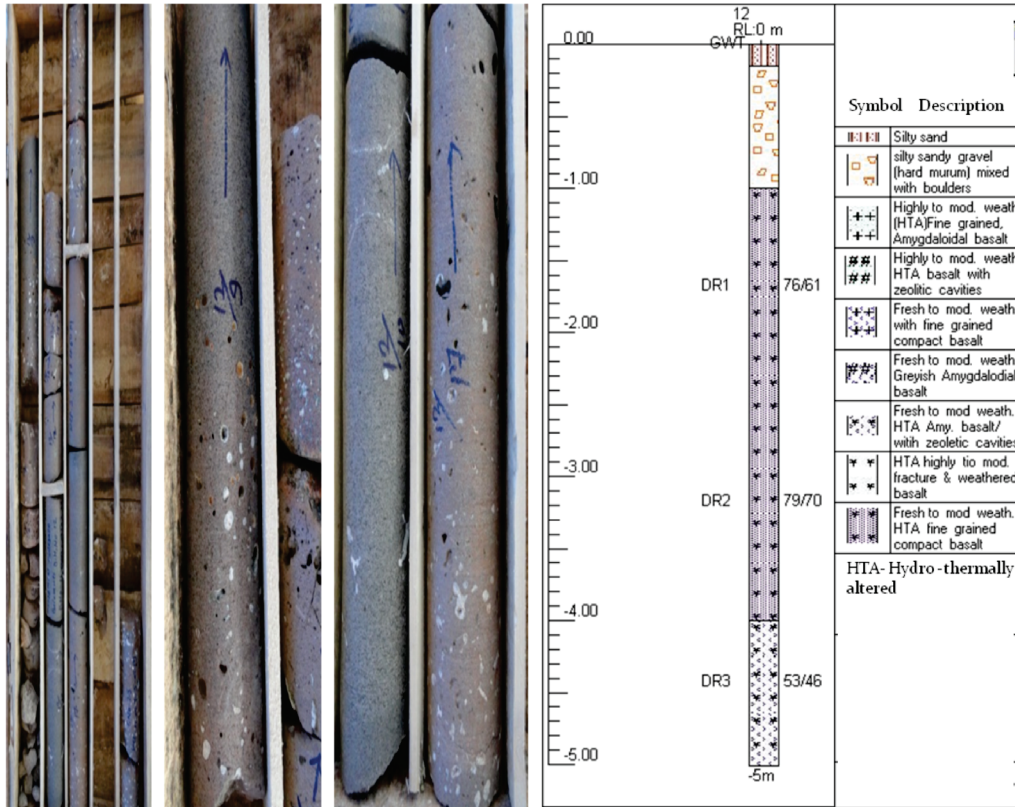 12
RL:0 m
GWT
0.00
-1.00
DR1 76/61
-2.00
-3.00
DR2 79/70
-4.00
DR3 53/46
-5.00
-5m
Symbol Description
Silty sand
silty sandy gravel
(hard murum) mixed
with boulders
Highly to mod. weath
(HTA)Fine grained,
Amygdaloidal basalt
Highly to mod. weath
HTA basalt with
zeolitic cavities
Fresh to mod. weath
with fine grained
compact basalt
Fresh to mod. weath
Greyish Amygdalodial
basalt
Fresh to mod weath.
HTA Amy. basalt/
with zeoletic cavities
HTA highly tio mod.
fracture & weathered
basalt
Fresh to mod weath.
HTA fine grained
compact basalt
HTA- Hydro -thermally
altered